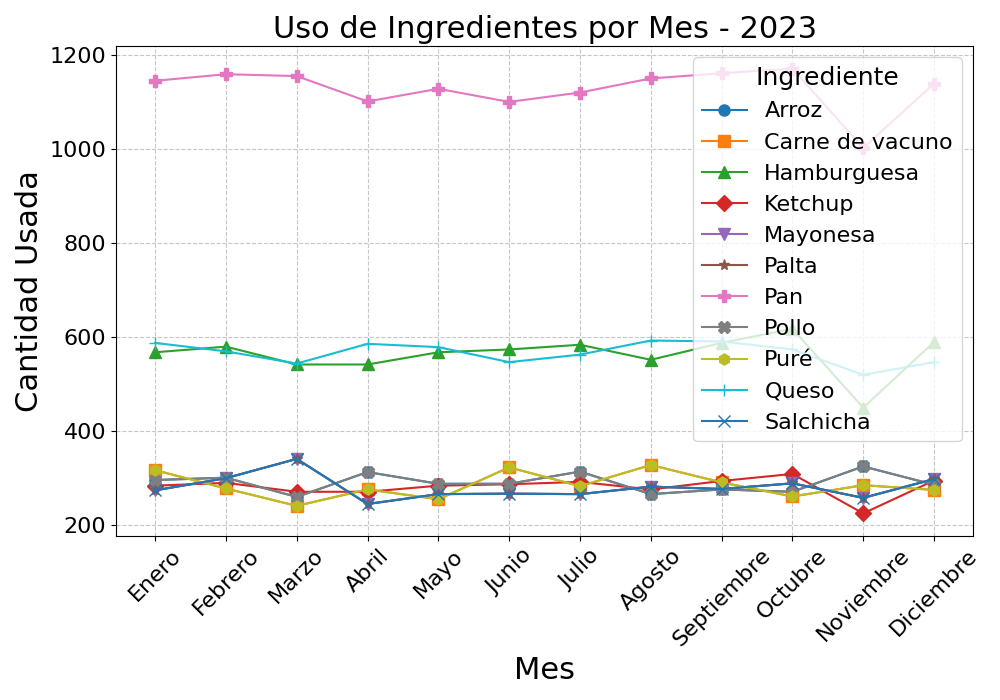 Uso de Ingredientes por Mes - 2023
Cantidad Usada
1200
1000
800
600
400
200
Ingrediente
Arroz
Carne de vacuno
Hamburguesa
Ketchup
Mayonesa
Palta
Pan
Pollo
Puré
Queso
Salchicha
Enero
Febrero
Marzo
Abril
Mayo
Junio
Julio
Agosto
Septiembre
Octubre
Noviembre
Diciembre
Mes